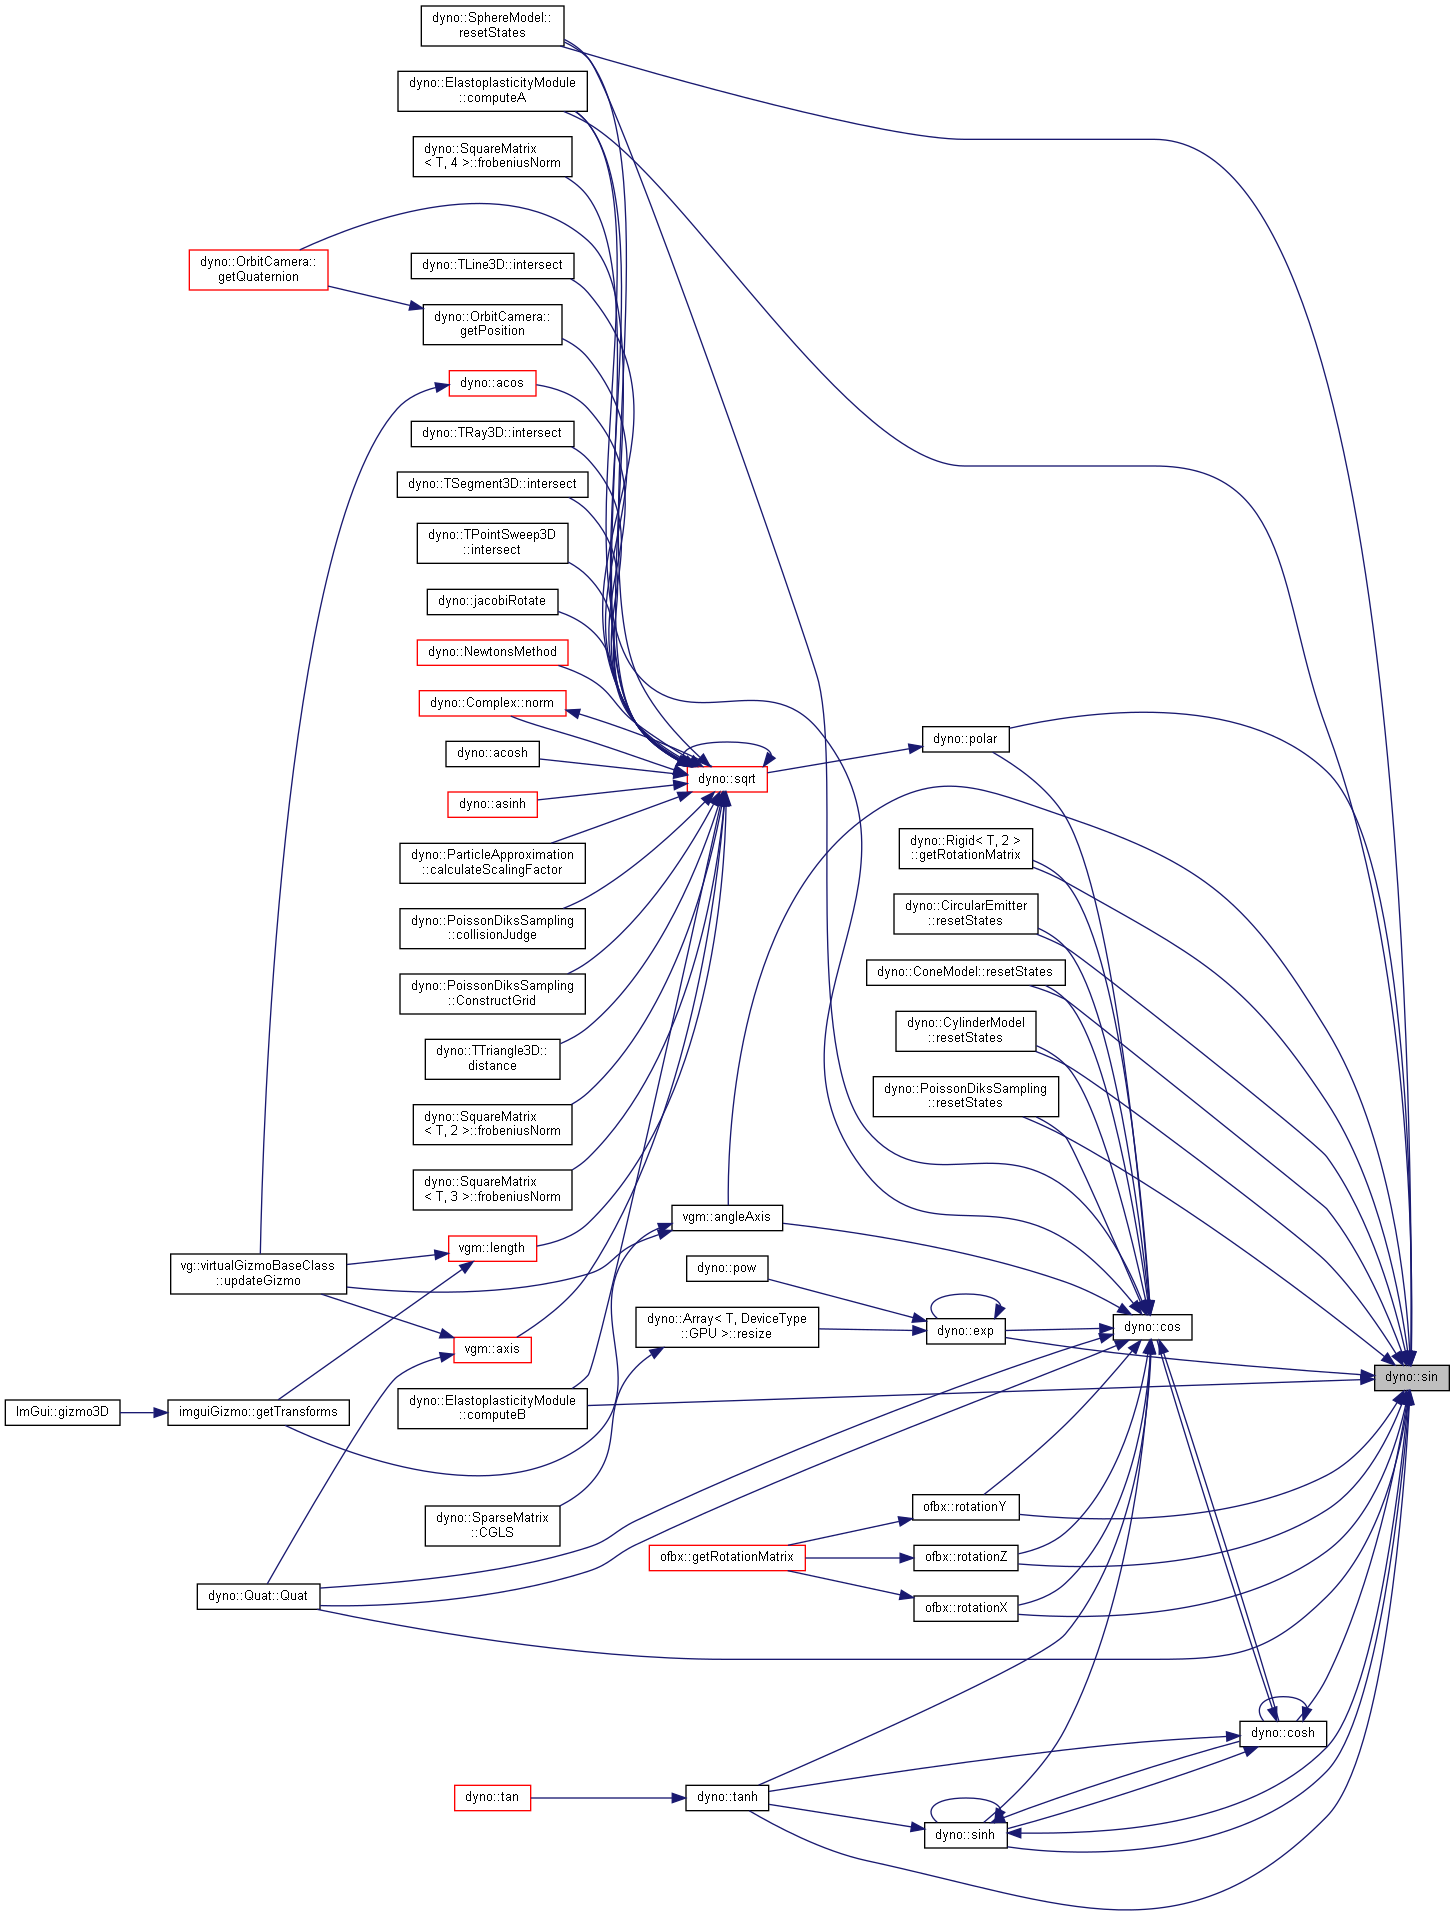 dyno::SphereModel::
resetStates
dyno::ElastoplasticityModule
::computeA
dyno::SquareMatrix
< T, 4 >::frobeniusNorm
dyno::OrbitCamera::
getQuaternion
dyno::TLine3D::intersect
dyno::OrbitCamera::
getPosition
dyno::acos
dyno::TRay3D::intersect
dyno::TSegment3D::intersect
dyno::TPointSweep3D
::intersect
dyno::jacobiRotate
dyno::NewtonsMethod
dyno::Complex::norm
dyno::polar
dyno::acosh
dyno::sqrt
dyno::asinh
dyno::Rigid< T, 2 >
::getRotationMatrix
dyno::ParticleApproximation
::calculateScalingFactor
dyno::CircularEmitter
::resetStates
dyno::PoissonDiksSampling
::collisionJudge
dyno::ConeModel::resetStates
dyno::PoissonDiksSampling
::ConstructGrid
dyno::CylinderModel
::resetStates
dyno::TTriangle3D::
distance
dyno::PoissonDiksSampling
::resetStates
dyno::SquareMatrix
< T, 2 >::frobeniusNorm
dyno::SquareMatrix
< T, 3 >::frobeniusNorm
vgm::angleAxis
vgm::length
vg::virtualGizmoBaseClass
::updateGizmo
dyno::pow
dyno::Array< T, DeviceType
::GPU >::resize
dyno::exp
dyno::cos
vgm::axis
dyno::sin
dyno::ElastoplasticityModule
::computeB
ImGui::gizmo3D
imguiGizmo::getTransforms
ofbx::rotationY
dyno::SparseMatrix
::CGLS
ofbx::getRotationMatrix
ofbx::rotationZ
dyno::Quat::Quat
ofbx::rotationX
dyno::cosh
dyno::tan
dyno::tanh
dyno::sinh